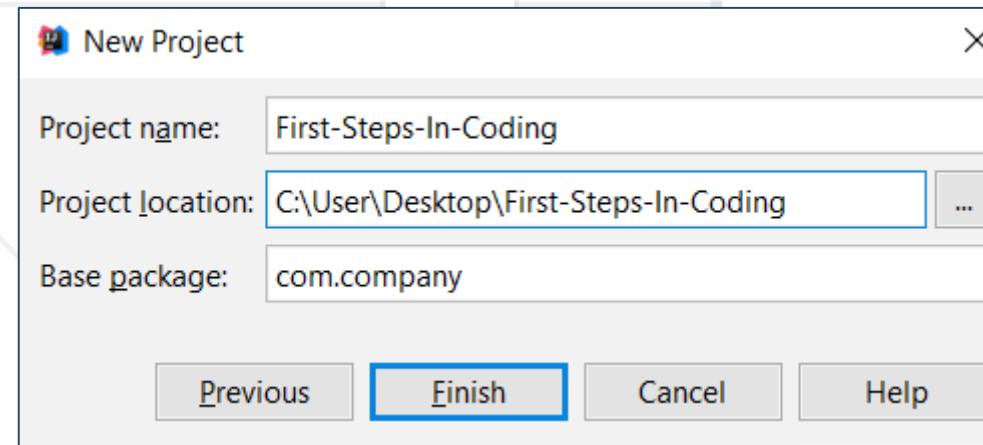 New Project
Project name: First-Steps-In-Coding
Project location: C:\User\Desktop\First-Steps-In-Coding ...
Base package: com.company
Previous Finish Cancel Help